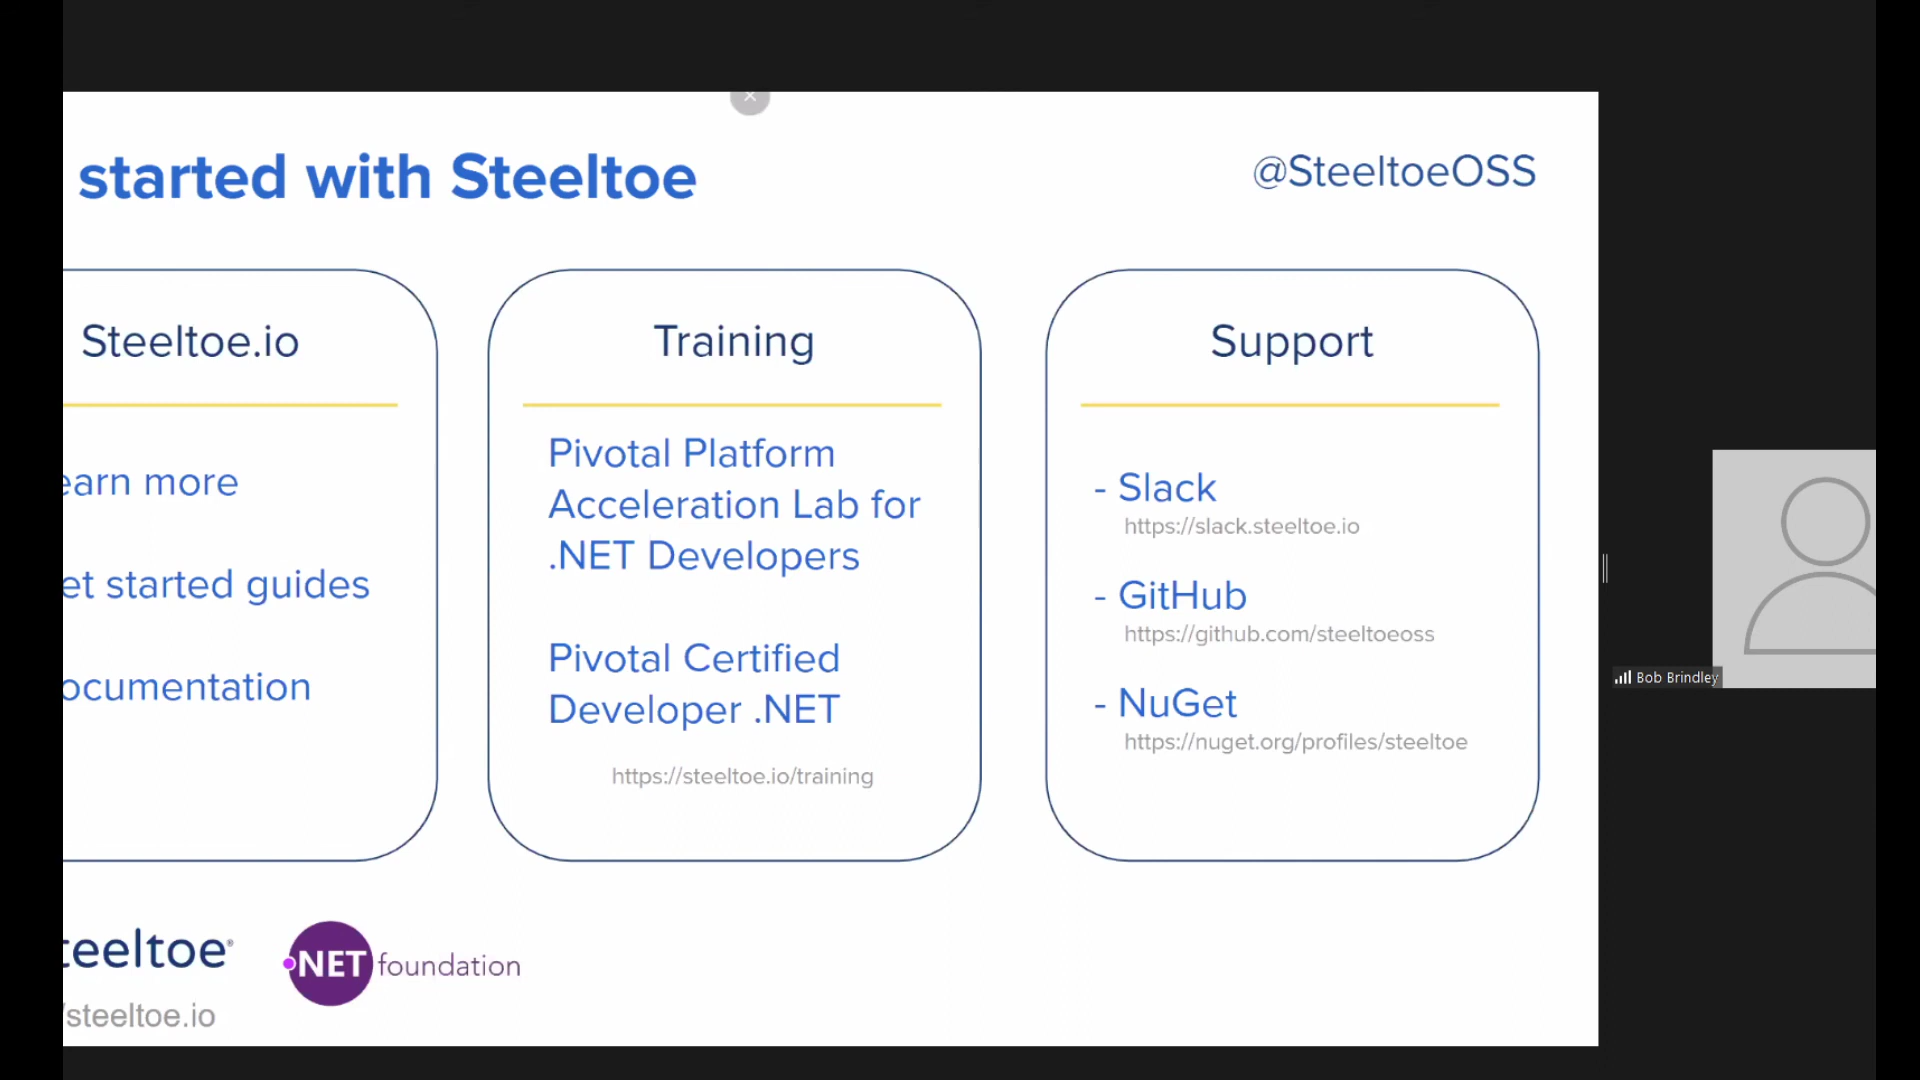 started with Steeltoe
@SteeltoeOSS
Steeltoe.io
earn more
et started guides
ocumentation
Training
Pivotal Platform
Acceleration Lab for
.NET Developers
Pivotal Certified
Developer .NET
https://steeltoe.io/training
Support
- Slack
https://slack.steeltoe.io
- GitHub
https://github.com/steeltoeoss
- NuGet
https://nuget.org/profiles/steeltoe
Bob Brindley
teeltoe®
/steeltoe.io
.NET foundation